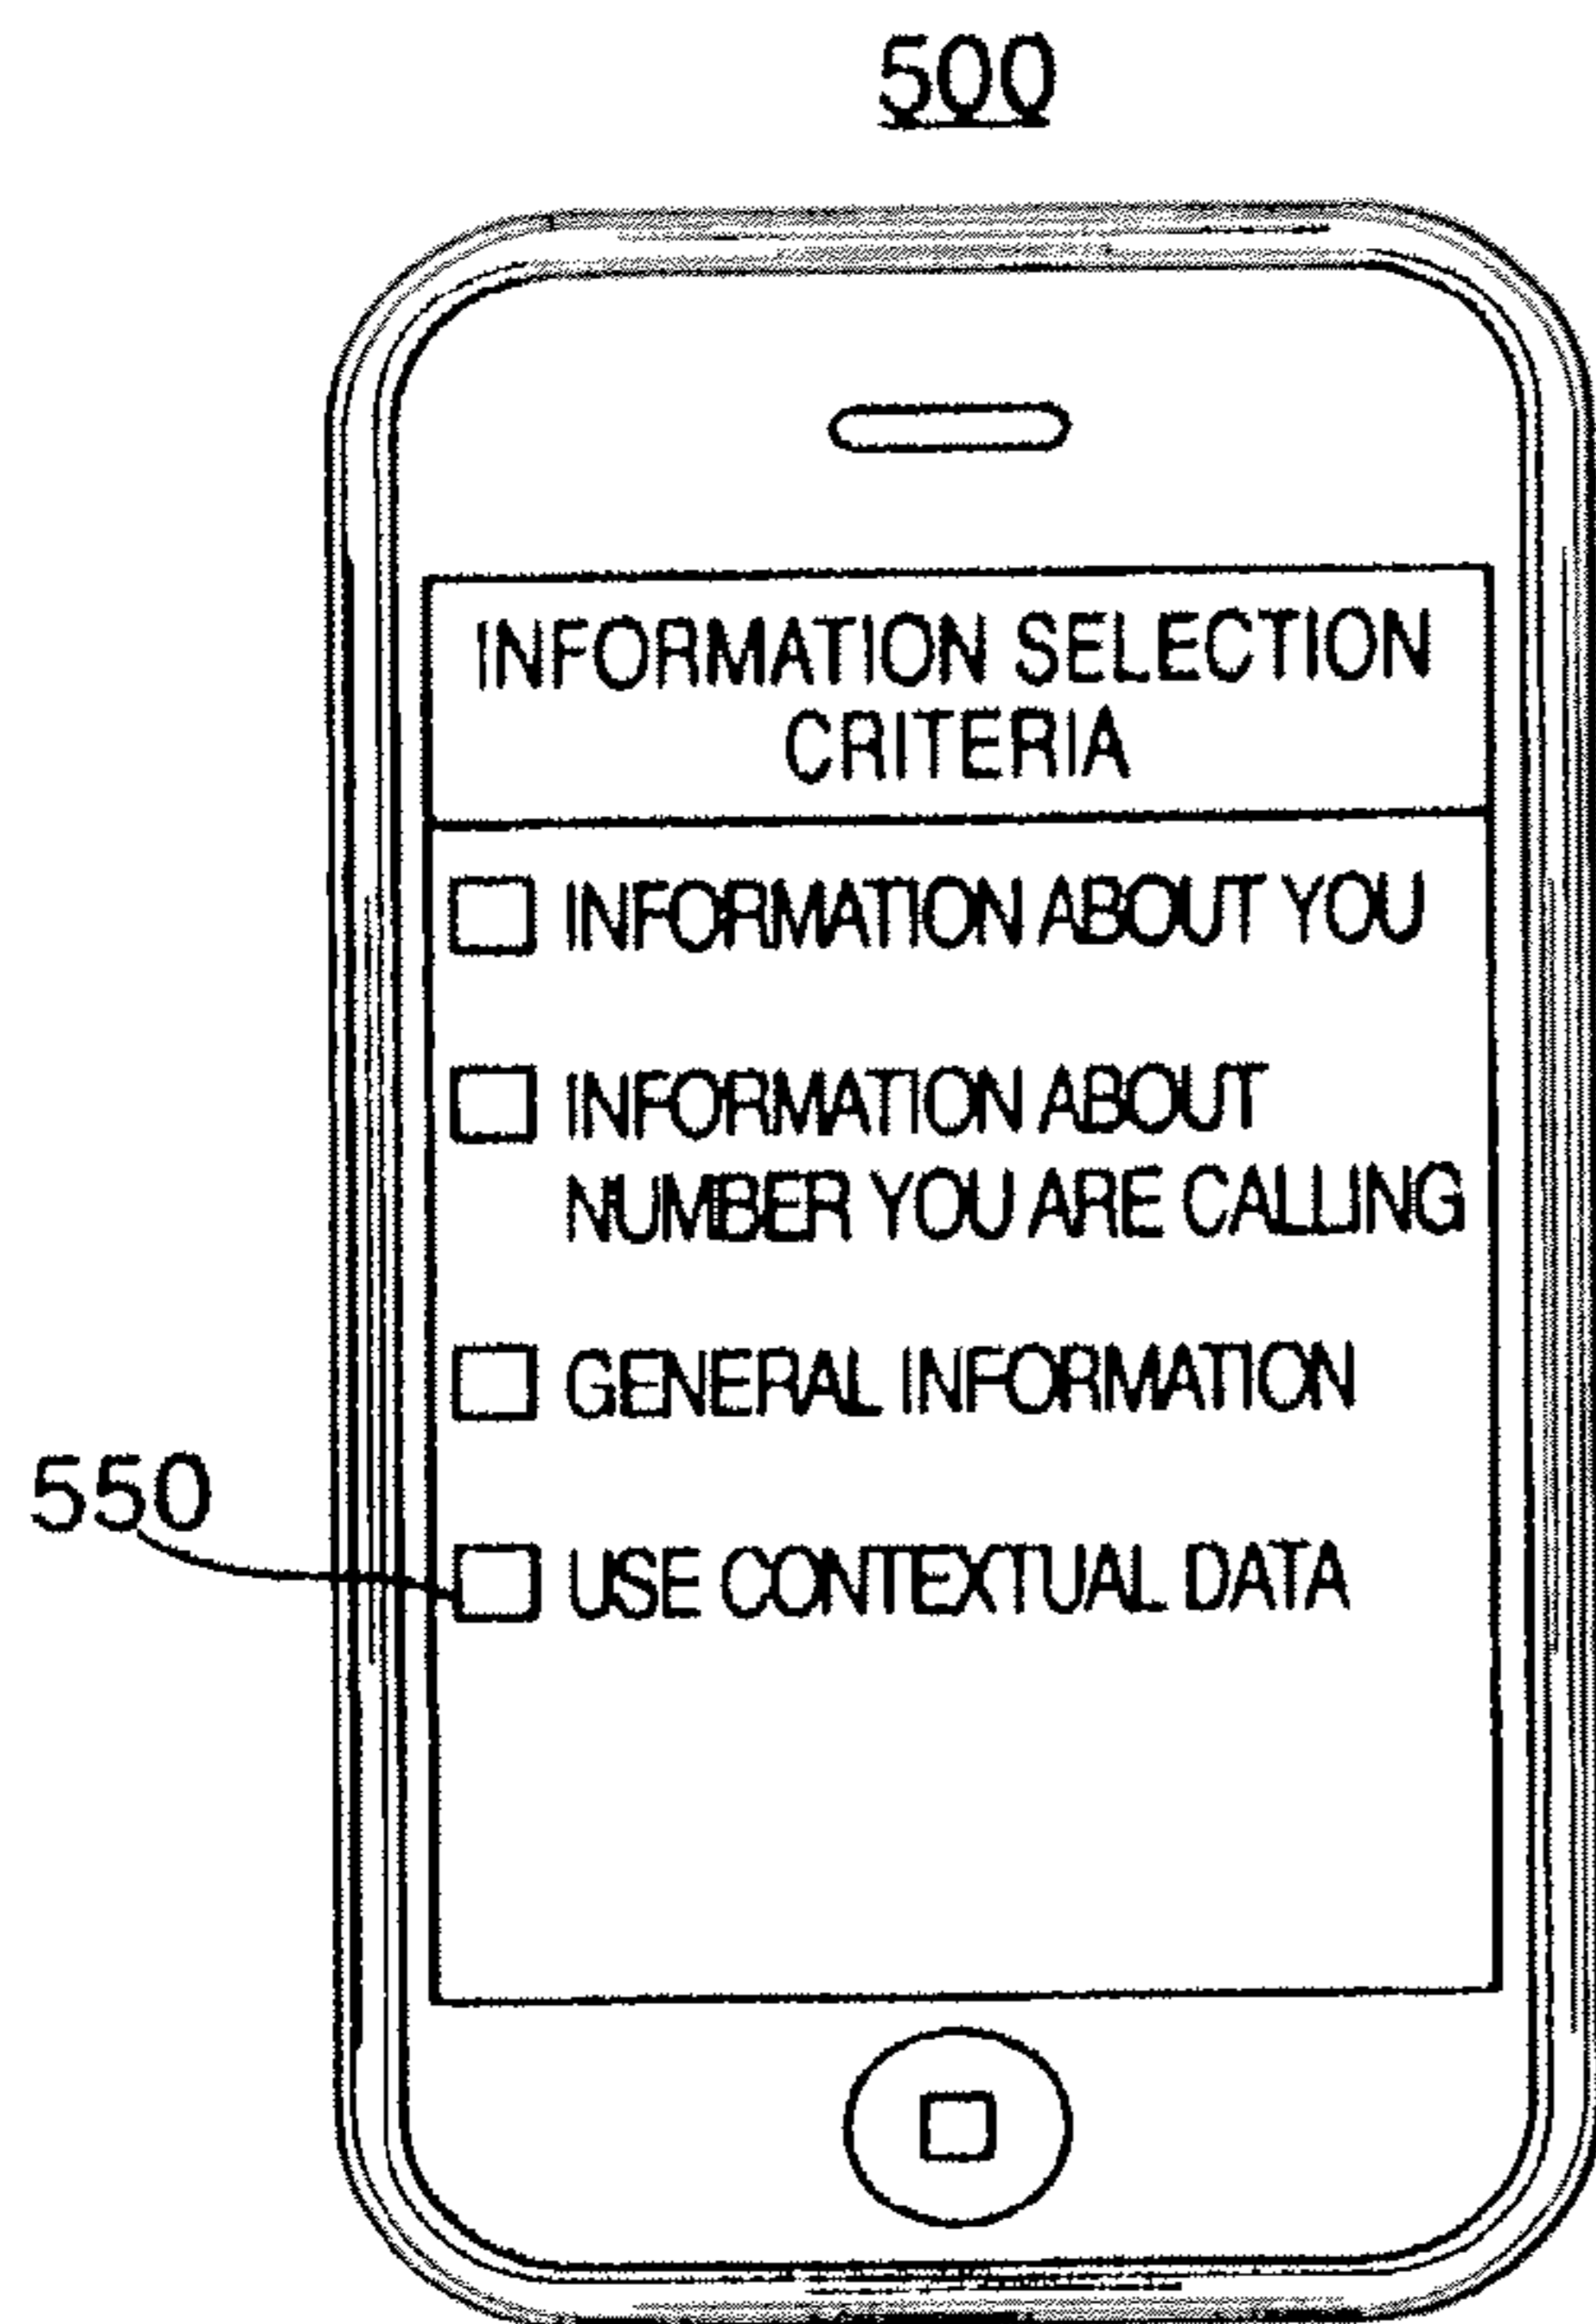 500
INFORMATION SELECTION
CRITERIA
INFORMATION ABOUT YOU
INFORMATION ABOUT
NUMBER YOU ARE CALLING
GENERAL INFORMATION
550
USE CONTEXTUAL DATA